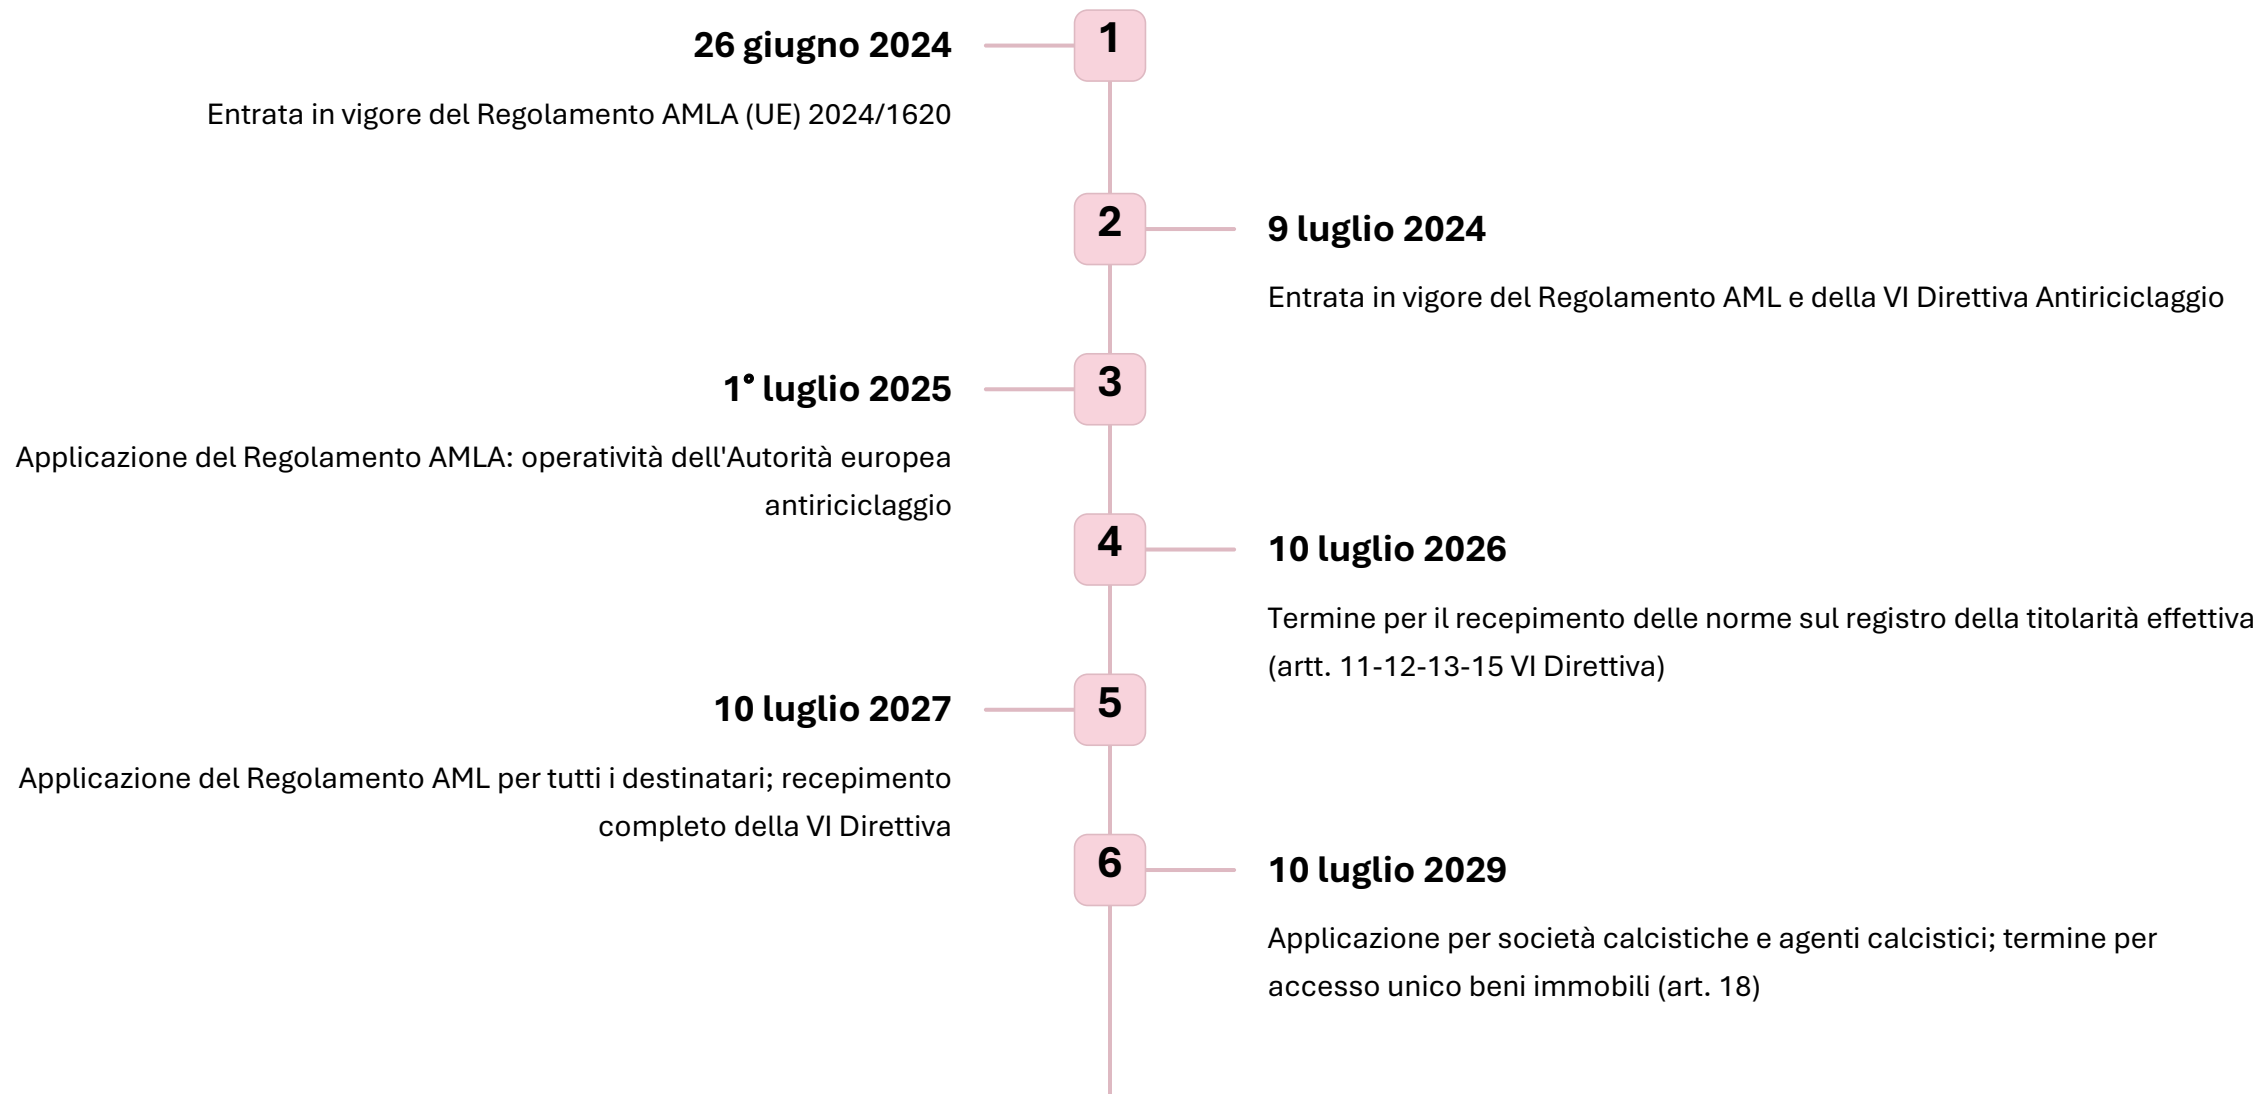 1
26 giugno 2024
Entrata in vigore del Regolamento AMLA (UE) 2024/1620
2
9 luglio 2024
Entrata in vigore del Regolamento AML e della VI Direttiva Antiriciclaggio
3
1° luglio 2025
Applicazione del Regolamento AMLA: operatività dell'Autorità europea
antiriciclaggio
4
10 luglio 2026
Termine per il recepimento delle norme sul registro della titolarità effettiva
(artt. 11-12-13-15 VI Direttiva)
5
10 luglio 2027
Applicazione del Regolamento AML per tutti i destinatari; recepimento
completo della VI Direttiva
6
10 luglio 2029
Applicazione per società calcistiche e agenti calcistici; termine per
accesso unico beni immobili (art. 18)